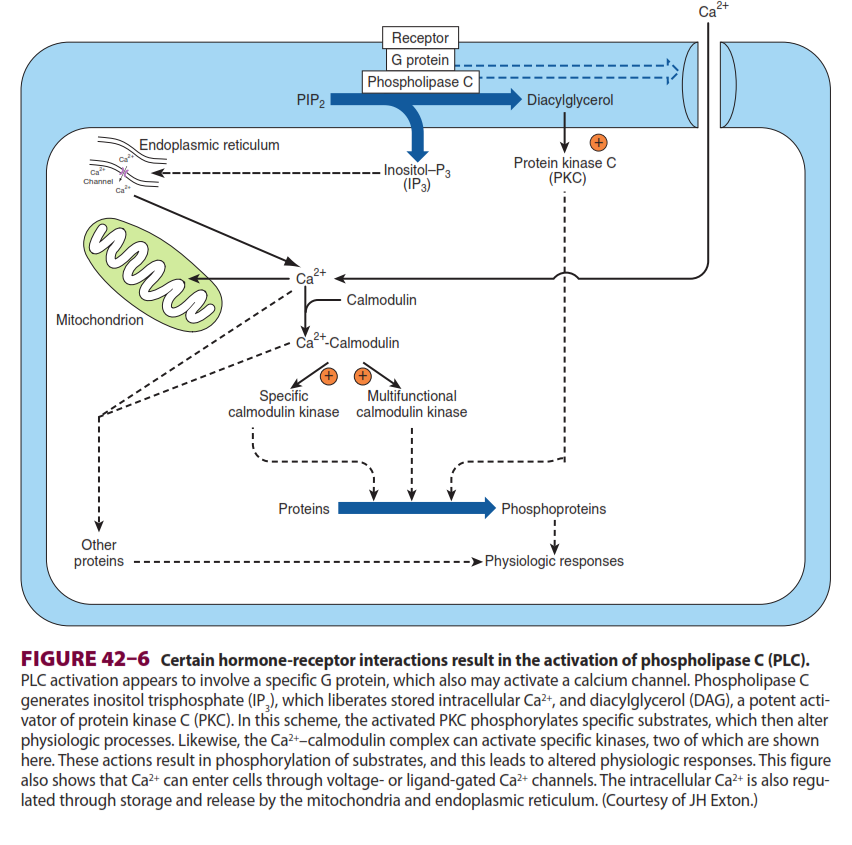 Ca2+
Receptor
G protein
Phospholipase C
PIP2
Diacylglycerol
Endoplasmic reticulum
Ca2+
Ca2+
Channel
Ca2+
Inositol–P3
(IP3)
Protein kinase C
(PKC)
+
Ca2+
Calmodulin
Mitochondrion
Ca2+-Calmodulin
+
+
Specific
calmodulin kinase
Multifunctional
calmodulin kinase
Proteins
Phosphoproteins
Other
proteins
Physiologic responses
FIGURE 42–6 Certain hormone-receptor interactions result in the activation of phospholipase C (PLC).
PLC activation appears to involve a specific G protein, which also may activate a calcium channel. Phospholipase C
generates inositol trisphosphate (IP3), which liberates stored intracellular Ca2+, and diacylglycerol (DAG), a potent acti-
vator of protein kinase C (PKC). In this scheme, the activated PKC phosphorylates specific substrates, which then alter
physiologic processes. Likewise, the Ca2+–calmodulin complex can activate specific kinases, two of which are shown
here. These actions result in phosphorylation of substrates, and this leads to altered physiologic responses. This figure
also shows that Ca2+ can enter cells through voltage- or ligand-gated Ca2+ channels. The intracellular Ca2+ is also regu-
lated through storage and release by the mitochondria and endoplasmic reticulum. (Courtesy of JH Exton.)